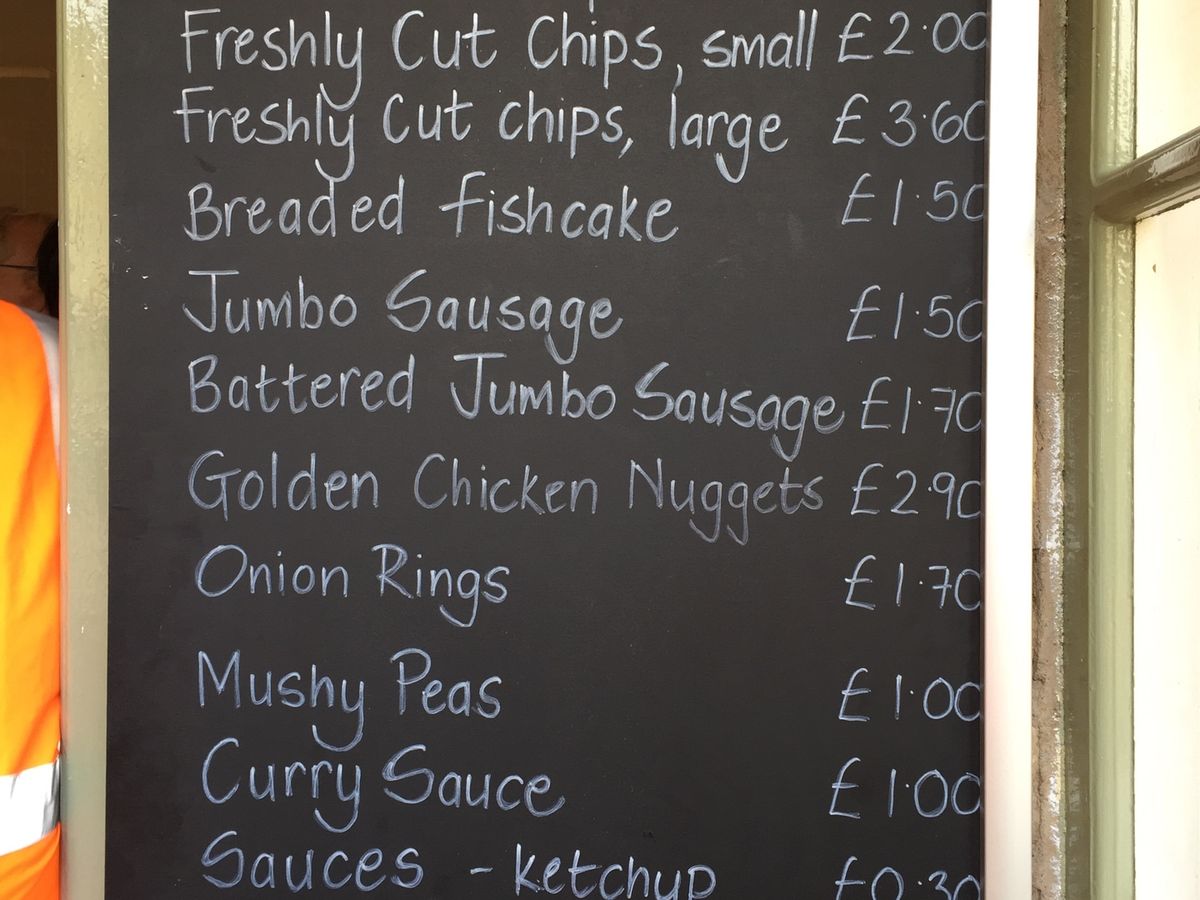 Freshly Cut Chips, small £2.00
Freshly Cut chips, large £3.60
Breaded fishcake £1.50
Jumbo Sausage £1.50
Battered Jumbo Sausage £1.70
Golden Chicken Nuggets £2.90
Onion Rings £1.70
Mushy Peas £1.00
Curry Sauce £1.00
Sauces - ketchup £0.30